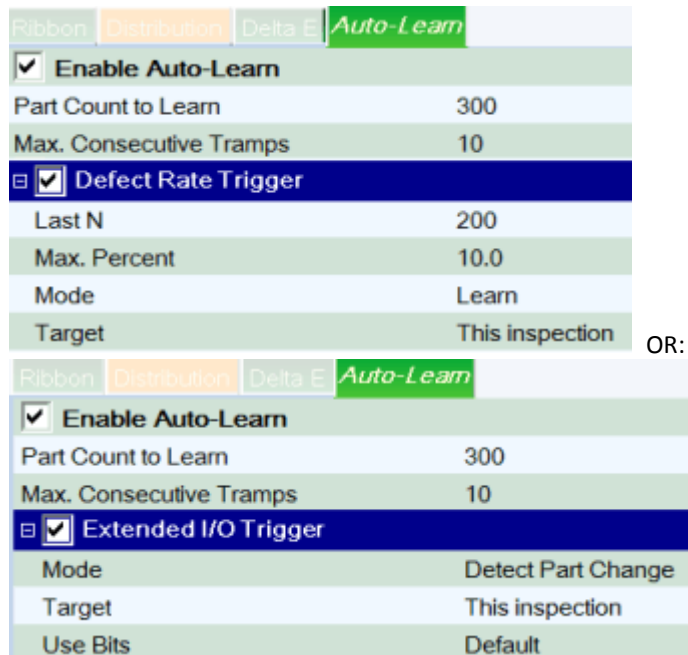 Ribbon Distribution Delta E Auto-Learn
Enable Auto-Learn
Part Count to Learn 300
Max. Consecutive Tramps 10
Defect Rate Trigger
Last N 200
Max. Percent 10.0
Mode Learn
Target This inspection OR:
Ribbon Distribution Delta E Auto-Learn
Enable Auto-Learn
Part Count to Learn 300
Max. Consecutive Tramps 10
Extended I/O Trigger
Mode Detect Part Change
Target This inspection
Use Bits Default